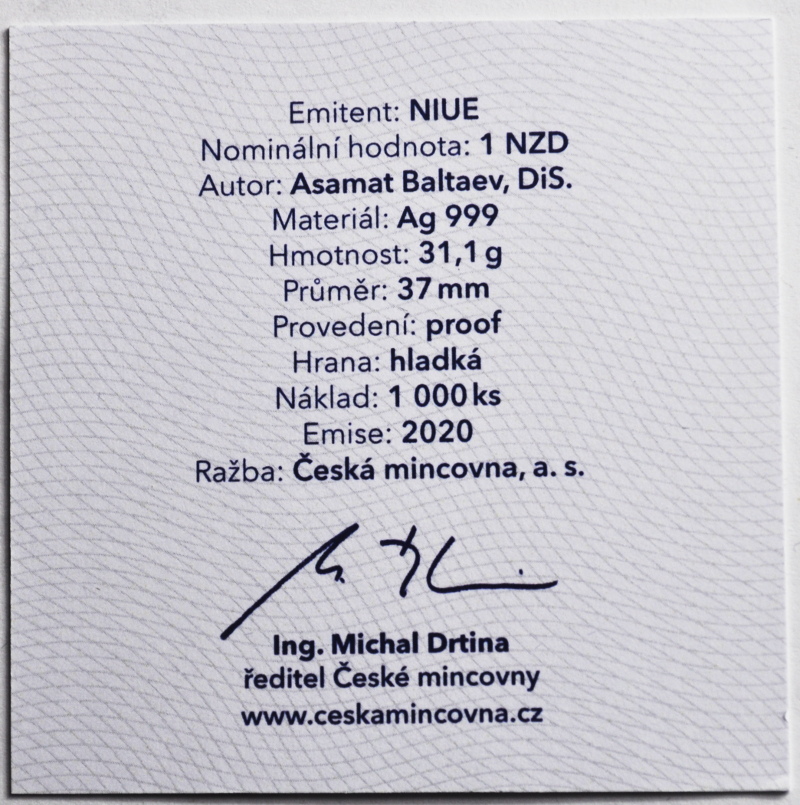 Emitent: NIUE
Nominální hodnota: 1 NZD
Autor: Asamat Baltaev, DiS.
Materiál: Ag 999
Hmotnost: 31,1 g
Průměr: 37 mm
Provedení: proof
Hrana: hladká
Náklad: 1 000 ks
Emise: 2020
Ražba: Česká mincovna, a. s.
Ing. Michal Drtina
ředitel České mincovny
www.ceskamincovna.cz